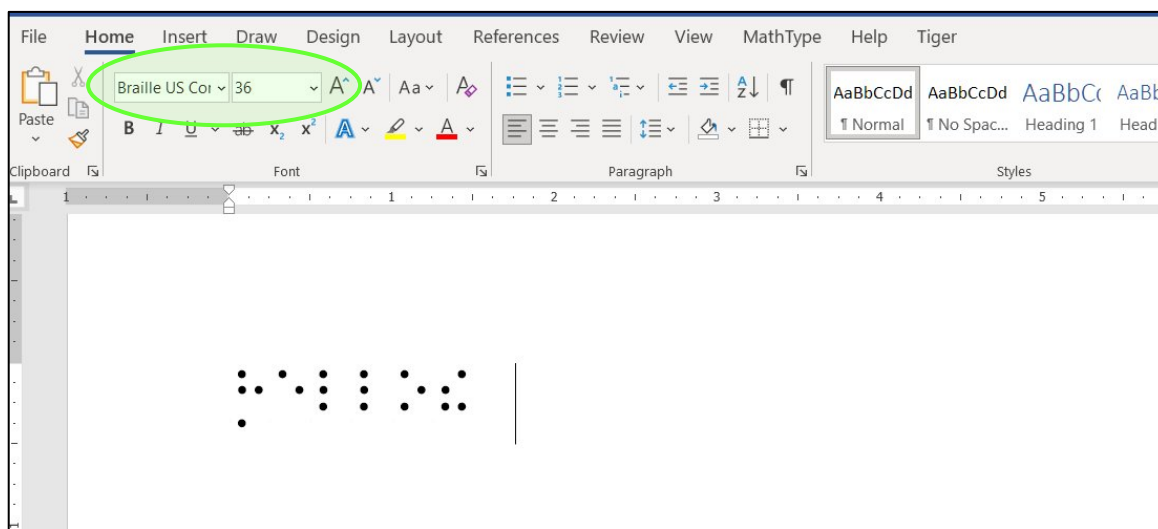 File Home Insert Draw Design Layout References Review View MathType Help Tiger
Paste Braille US Cor 36 A^ Aˇ Aa A
B I U ab x₂ x² A A
AaBbCcDd AaBbCcDd AaBbC AaBb
¶ Normal ¶ No Spac... Heading 1 Head
Clipboard Font Paragraph Styles
1 1 2 3 4 5
⡓⠑⠇⠇⠕⠮